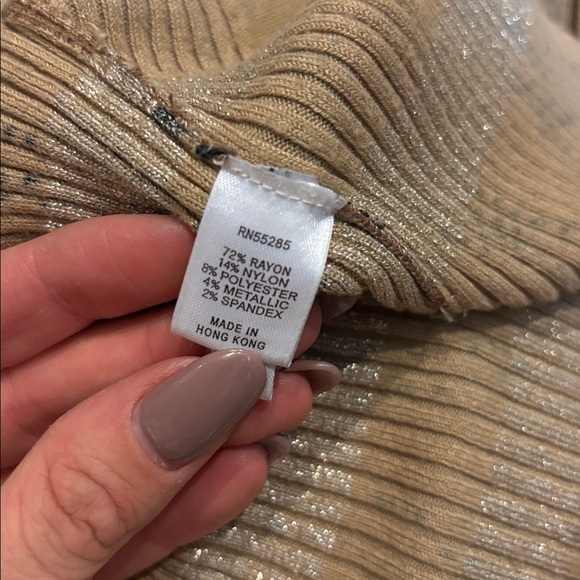 RN55285
72% RAYON
14% NYLON
8% POLYESTER
4% METALLIC
2% SPANDEX
MADE IN
HONG KONG